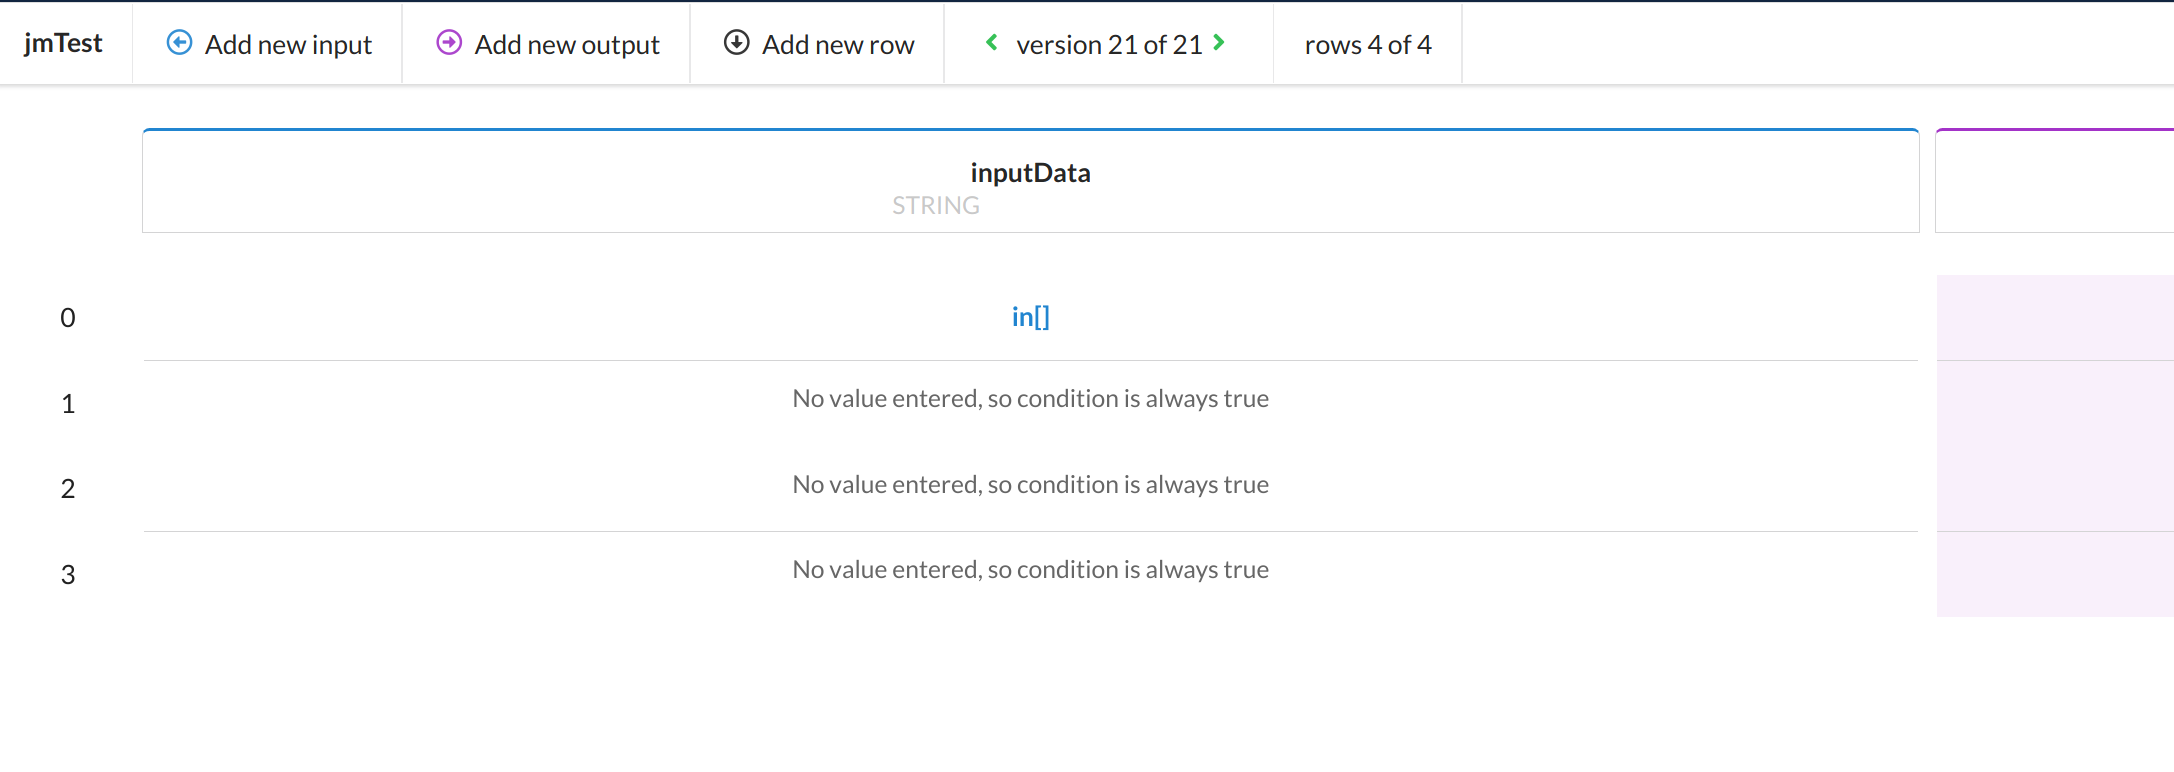 jmTest Add new input Add new output Add new row version 21 of 21 rows 4 of 4
inputData
STRING
0 in[]
1 No value entered, so condition is always true
2 No value entered, so condition is always true
3 No value entered, so condition is always true